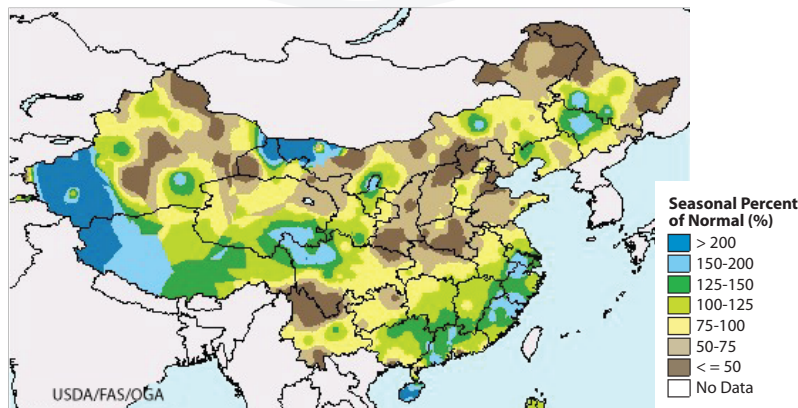 USDA/FAS/OGA
Seasonal Percent
of Normal (%)
> 200
150-200
125-150
100-125
75-100
50-75
< = 50
No Data